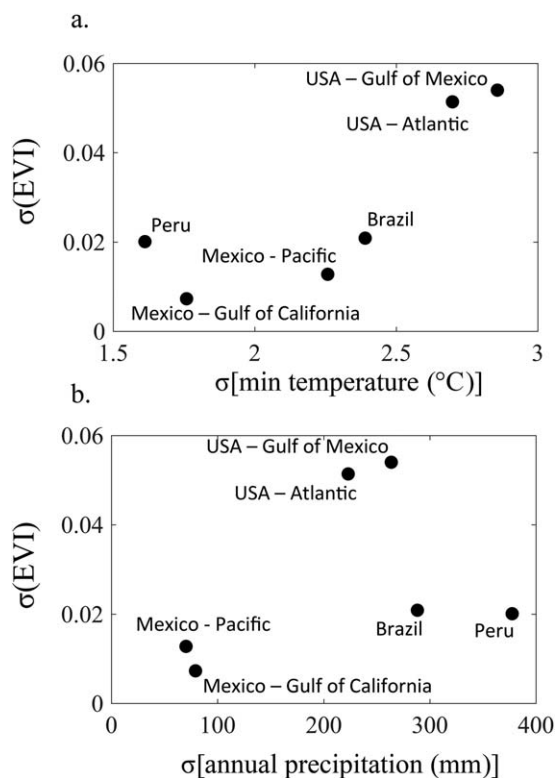 a.
0.06
0.04
0.02
0
σ(EVI)
USA – Gulf of Mexico
USA – Atlantic
Peru
Brazil
Mexico - Pacific
Mexico – Gulf of California
1.5 2 2.5 3
σ[min temperature (°C)]
b.
0.06
0.04
0.02
0
σ(EVI)
USA – Gulf of Mexico
USA – Atlantic
Mexico - Pacific
Brazil Peru
Mexico – Gulf of California
0 100 200 300 400
σ[annual precipitation (mm)]